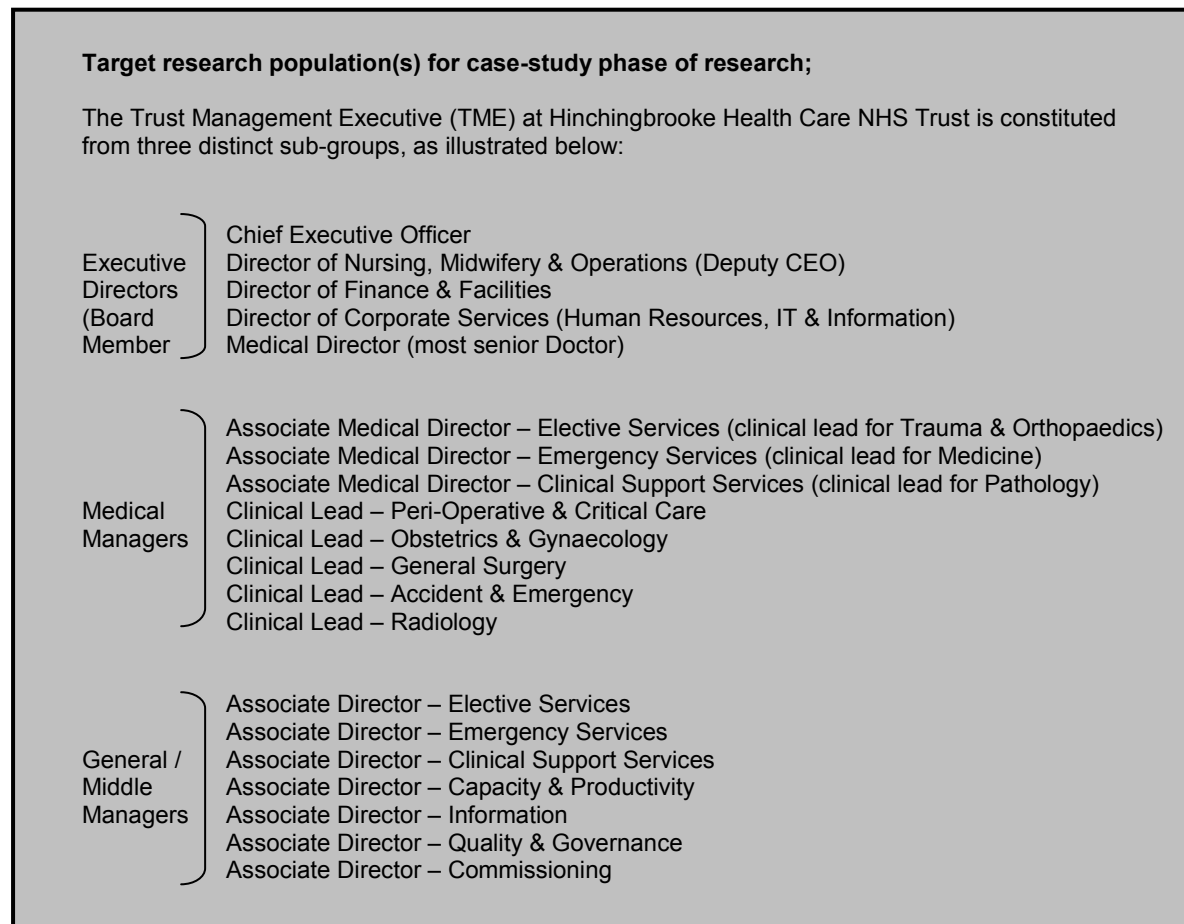 Target research population(s) for case-study phase of research;
The Trust Management Executive (TME) at Hinchingbrooke Health Care NHS Trust is constituted
from three distinct sub-groups, as illustrated below:
Executive
Directors
(Board
Member
Chief Executive Officer
Director of Nursing, Midwifery & Operations (Deputy CEO)
Director of Finance & Facilities
Director of Corporate Services (Human Resources, IT & Information)
Medical Director (most senior Doctor)
Medical
Managers
Associate Medical Director – Elective Services (clinical lead for Trauma & Orthopaedics)
Associate Medical Director – Emergency Services (clinical lead for Medicine)
Associate Medical Director – Clinical Support Services (clinical lead for Pathology)
Clinical Lead – Peri-Operative & Critical Care
Clinical Lead – Obstetrics & Gynaecology
Clinical Lead – General Surgery
Clinical Lead – Accident & Emergency
Clinical Lead – Radiology
General /
Middle
Managers
Associate Director – Elective Services
Associate Director – Emergency Services
Associate Director – Clinical Support Services
Associate Director – Capacity & Productivity
Associate Director – Information
Associate Director – Quality & Governance
Associate Director – Commissioning